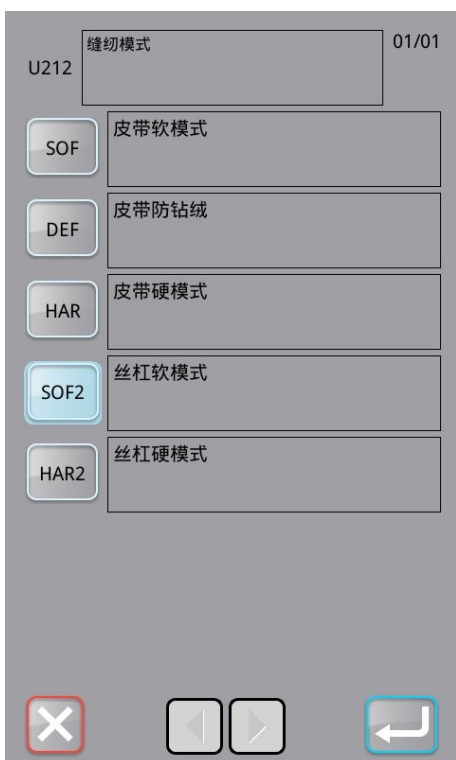 U212
缝纫模式
01/01
SOF
皮带软模式
DEF
皮带防钻绒
HAR
皮带硬模式
SOF2
丝杠软模式
HAR2
丝杠硬模式